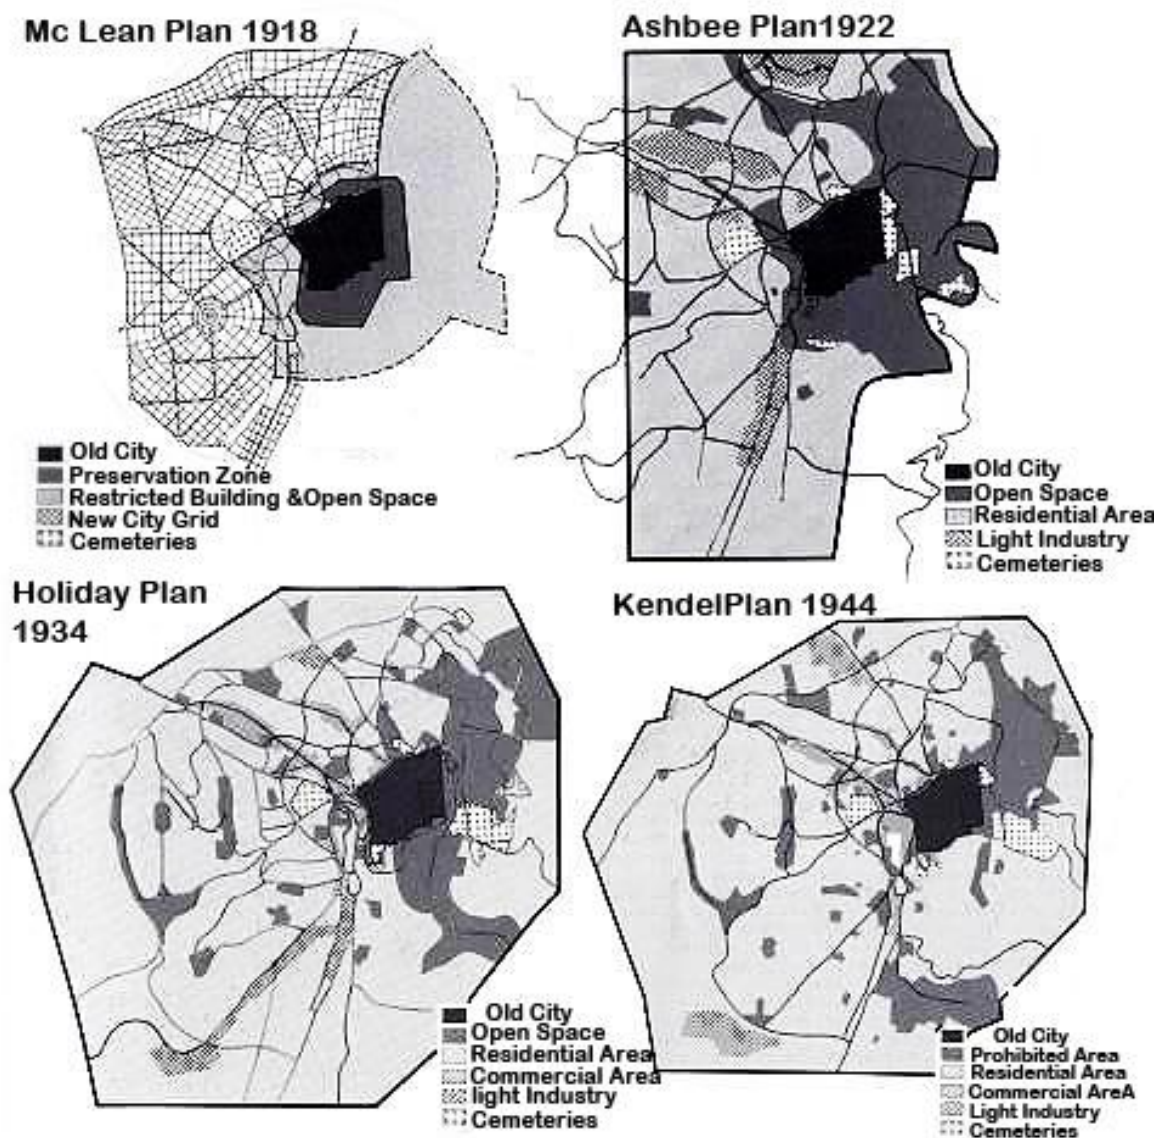 Mc Lean Plan 1918
Old City
Preservation Zone
Restricted Building &Open Space
New City Grid
Cemeteries
Ashbee Plan1922
Old City
Open Space
Residential Area
Light Industry
Cemeteries
Holiday Plan
1934
Old City
Open Space
Residential Area
Commercial Area
light Industry
Cemeteries
KendelPlan 1944
Old City
Prohibited Area
Residential Area
Commercial AreA
Light Industry
Cemeteries